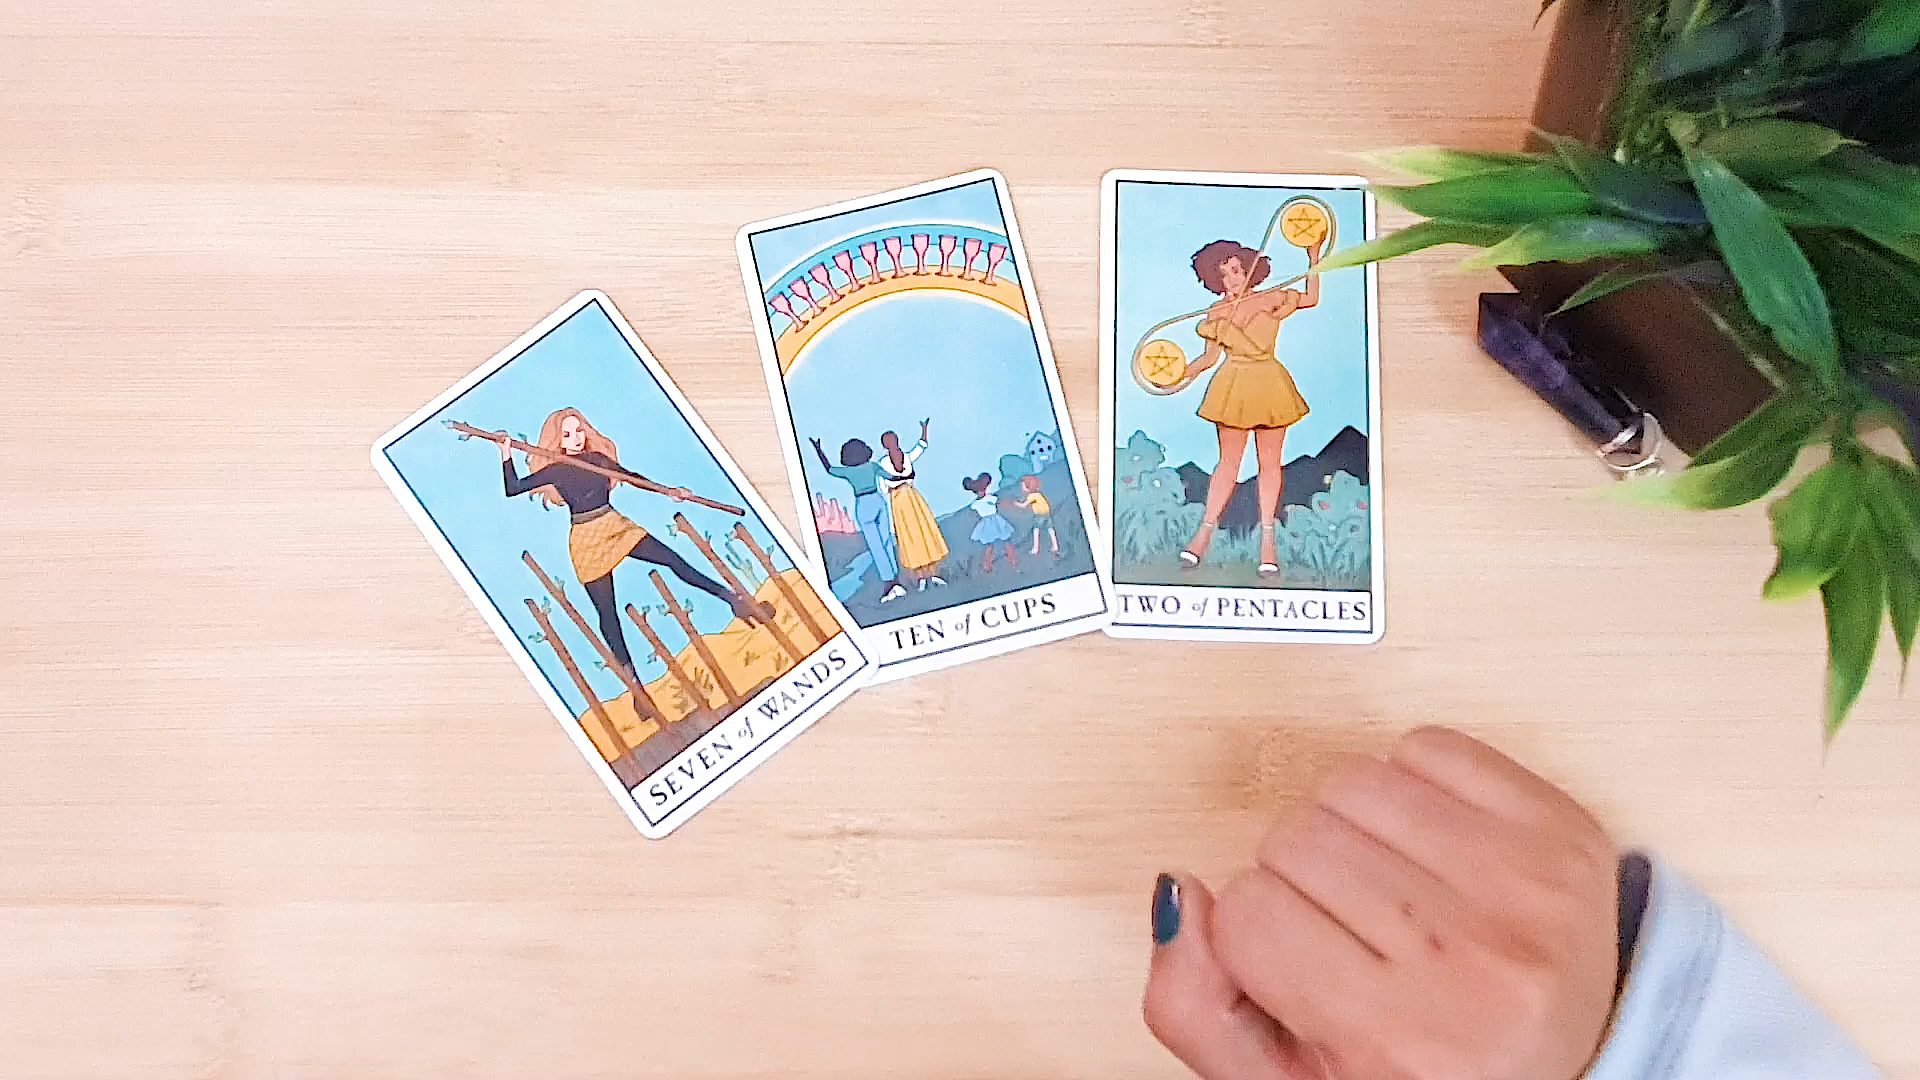 SEVEN of WANDS
TEN of CUPS
TWO of PENTACLES